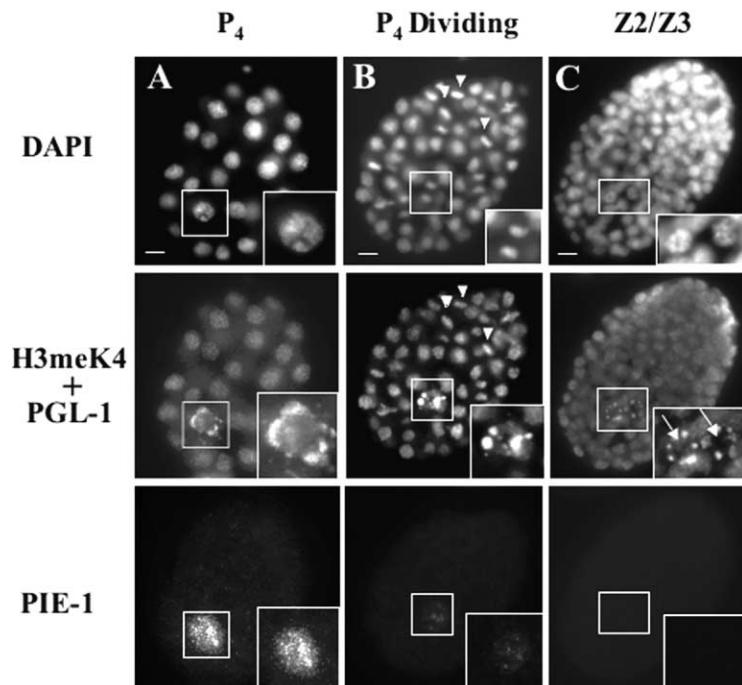 P4 P4 Dividing Z2/Z3
A B C
DAPI
H3meK4
+
PGL-1
PIE-1